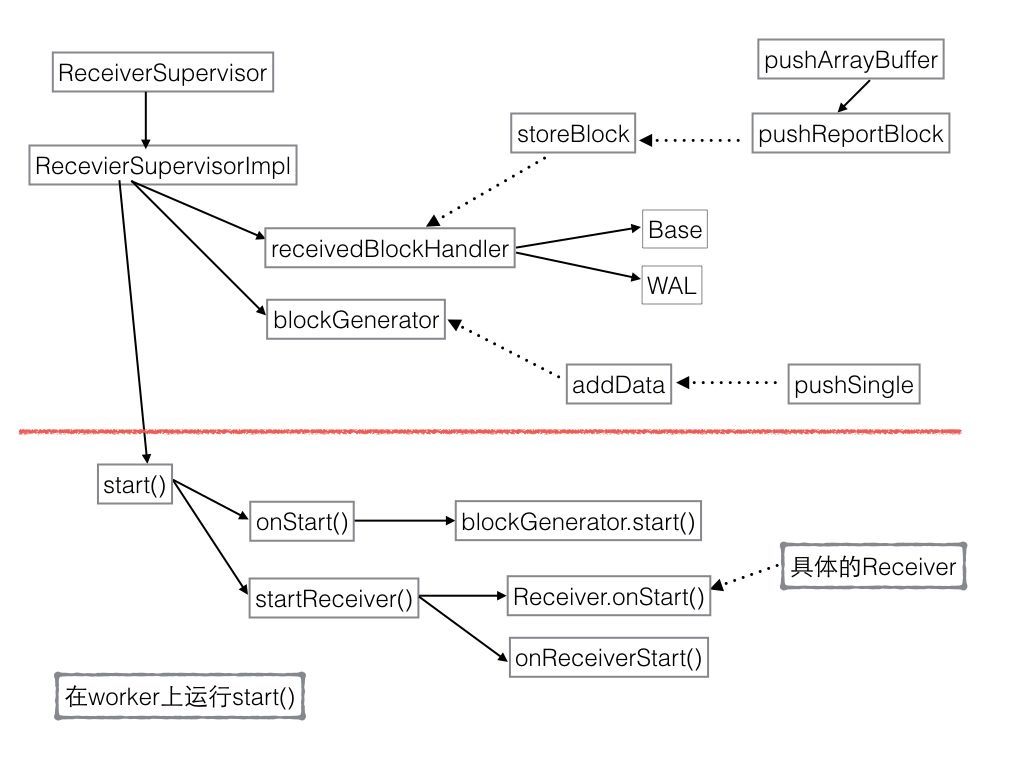 ReceiverSupervisor
pushArrayBuffer
storeBlock
pushReportBlock
RecevierSupervisorImpl
receivedBlockHandler
Base
WAL
blockGenerator
addData
pushSingle
start()
onStart()
blockGenerator.start()
具体的Receiver
startReceiver()
Receiver.onStart()
onReceiverStart()
在worker上运行start()